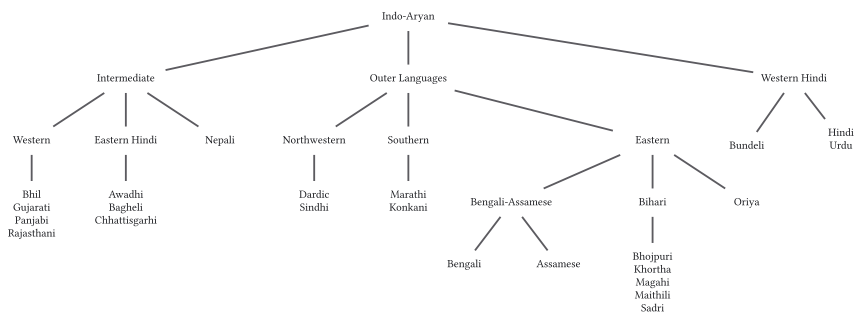 Indo-Aryan
Intermediate
Outer Languages
Western Hindi
Western
Eastern Hindi
Nepali
Northwestern
Southern
Eastern
Bundeli
Hindi
Urdu
Bhil
Gujarati
Panjabi
Rajasthani
Awadhi
Bagheli
Chhattisgarhi
Dardic
Sindhi
Marathi
Konkani
Bengali-Assamese
Bihari
Oriya
Bengali
Assamese
Bhojpuri
Khortha
Magahi
Maithili
Sadri